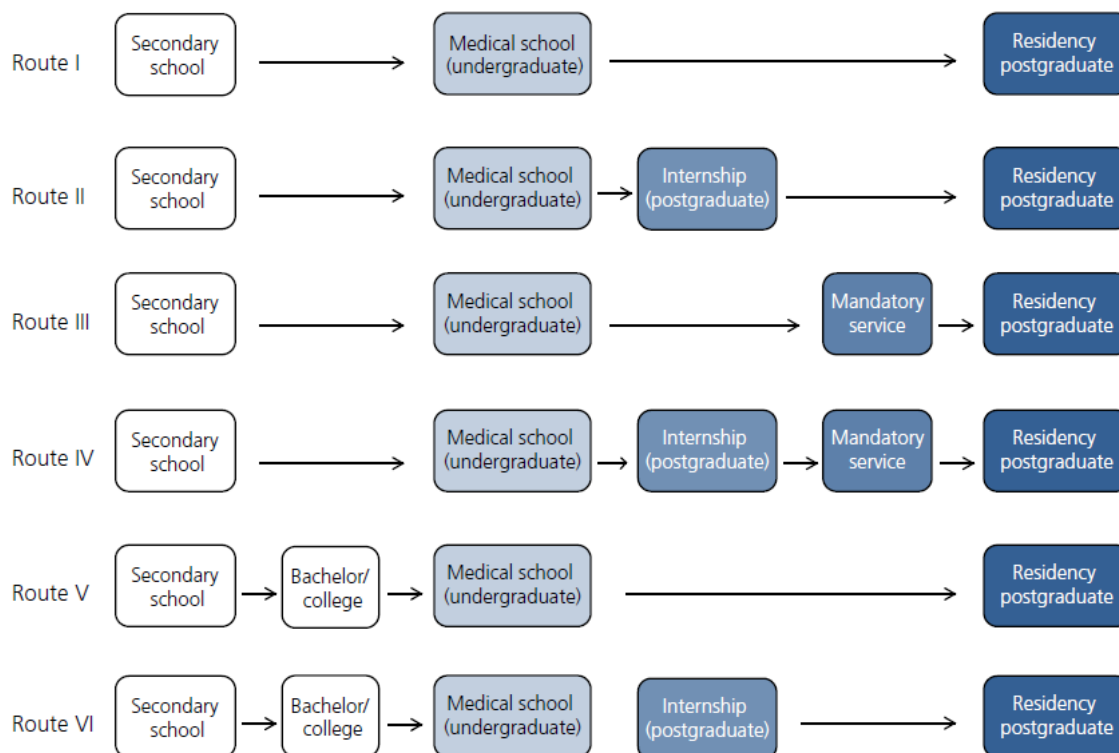 Route I
Secondary
school
Medical school
(undergraduate)
Residency
postgraduate
Route II
Secondary
school
Medical school
(undergraduate)
Internship
(postgraduate)
Residency
postgraduate
Route III
Secondary
school
Medical school
(undergraduate)
Mandatory
service
Residency
postgraduate
Route IV
Secondary
school
Medical school
(undergraduate)
Internship
(postgraduate)
Mandatory
service
Residency
postgraduate
Route V
Secondary
school
Bachelor/
college
Medical school
(undergraduate)
Residency
postgraduate
Route VI
Secondary
school
Bachelor/
college
Medical school
(undergraduate)
Internship
(postgraduate)
Residency
postgraduate